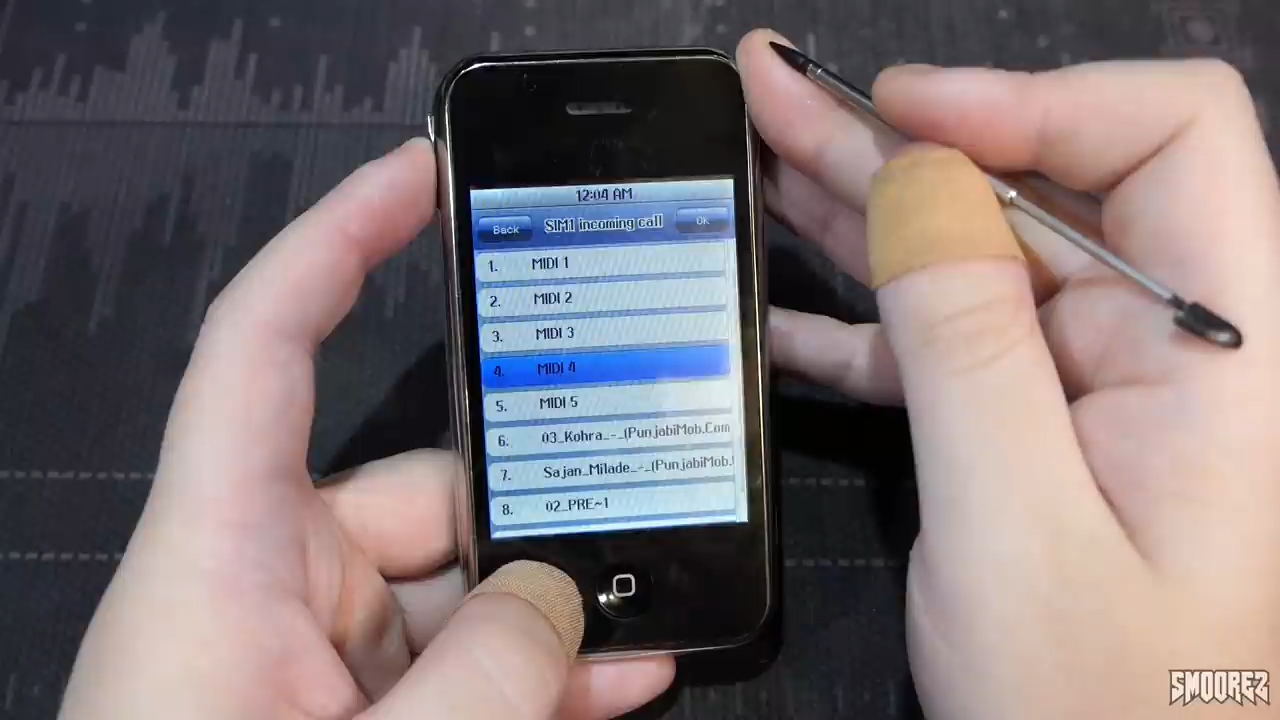 12:04 AM
Back SIM1 incoming call Ok
1. MIDI 1
2. MIDI 2
3. MIDI 3
4. MIDI 4
5. MIDI 5
6. 03_Kohra_-_(PunjabiMob.Com
7. Sajan_Milade_-_(PunjabiMob.
8. 02_PRE~1
SMOOREZ